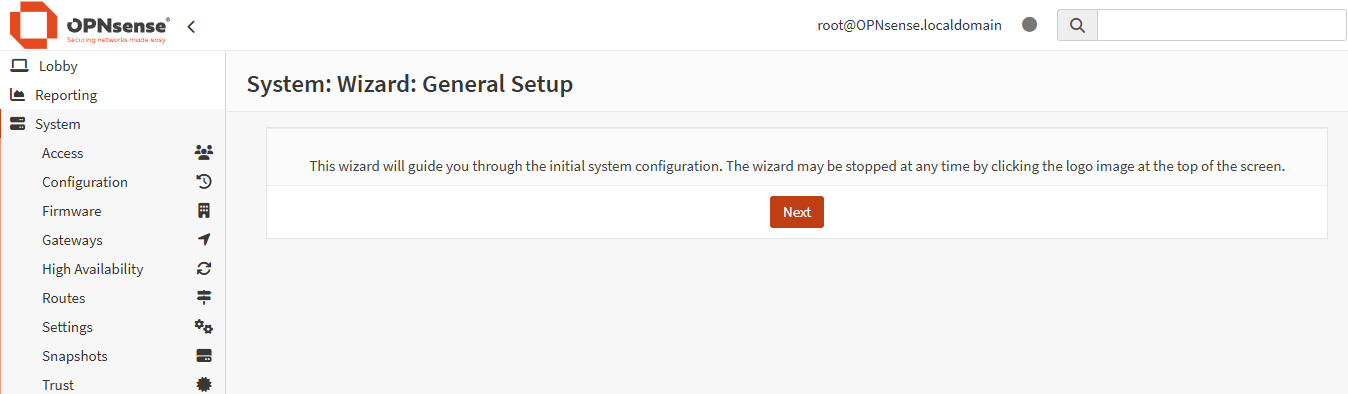 OPNsense®
Securing networks made easy
root@OPNsense.localdomain
Lobby
Reporting
System
Access
Configuration
Firmware
Gateways
High Availability
Routes
Settings
Snapshots
Trust
System: Wizard: General Setup
This wizard will guide you through the initial system configuration. The wizard may be stopped at any time by clicking the logo image at the top of the screen.
Next